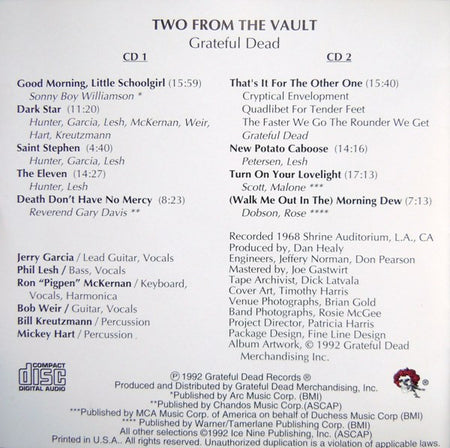 TWO FROM THE VAULT
Grateful Dead
CD 1
Good Morning, Little Schoolgirl (15:59)
Sonny Boy Williamson *
Dark Star (11:20)
Hunter, Garcia, Lesh, McKernan, Weir,
Hart, Kreutzmann
Saint Stephen (4:40)
Hunter, Garcia, Lesh
The Eleven (14:27)
Hunter, Lesh
Death Don't Have No Mercy (8:23)
Reverend Gary Davis **
Jerry Garcia / Lead Guitar, Vocals
Phil Lesh / Bass, Vocals
Ron "Pigpen" McKernan / Keyboard,
Vocals, Harmonica
Bob Weir / Guitar, Vocals
Bill Kreutzmann / Percussion
Mickey Hart / Percussion
CD 2
That's It For The Other One (15:40)
Cryptical Envelopment
Quadlibet For Tender Feet
The Faster We Go The Rounder We Get
Grateful Dead
New Potato Caboose (14:16)
Petersen, Lesh
Turn On Your Lovelight (17:13)
Scott, Malone ***
(Walk Me Out In The) Morning Dew (7:13)
Dobson, Rose ****
Recorded 1968 Shrine Auditorium, L.A., CA
Produced by, Dan Healy
Engineers, Jeffery Norman, Don Pearson
Mastered by, Joe Gastwirt
Tape Archivist, Dick Latvala
Cover Art, Timothy Harris
Venue Photographs, Brian Gold
Band Photographs, Rosie McGee
Project Director, Patricia Harris
Package Design, Fine Line Design
Album Artwork, © 1992 Grateful Dead
Merchandising Inc.
COMPACT
disc
DIGITAL AUDIO
℗ 1992 Grateful Dead Records ®
Produced and Distributed by Grateful Dead Merchandising, Inc.
*Published by Arc Music Corp. (BMI)
**Published by Chandos Music Corp.(ASCAP)
***Published by MCA Music Corp. of America on behalf of Duchess Music Corp. (BMI)
**** Published by Warner/Tamerlane Publishing Corp. (BMI)
All other selections ©1992 Ice Nine Publishing, Inc. (ASCAP)
Printed in U.S.A.. All rights reserved. Unauthorized duplication is a violation of applicable laws.